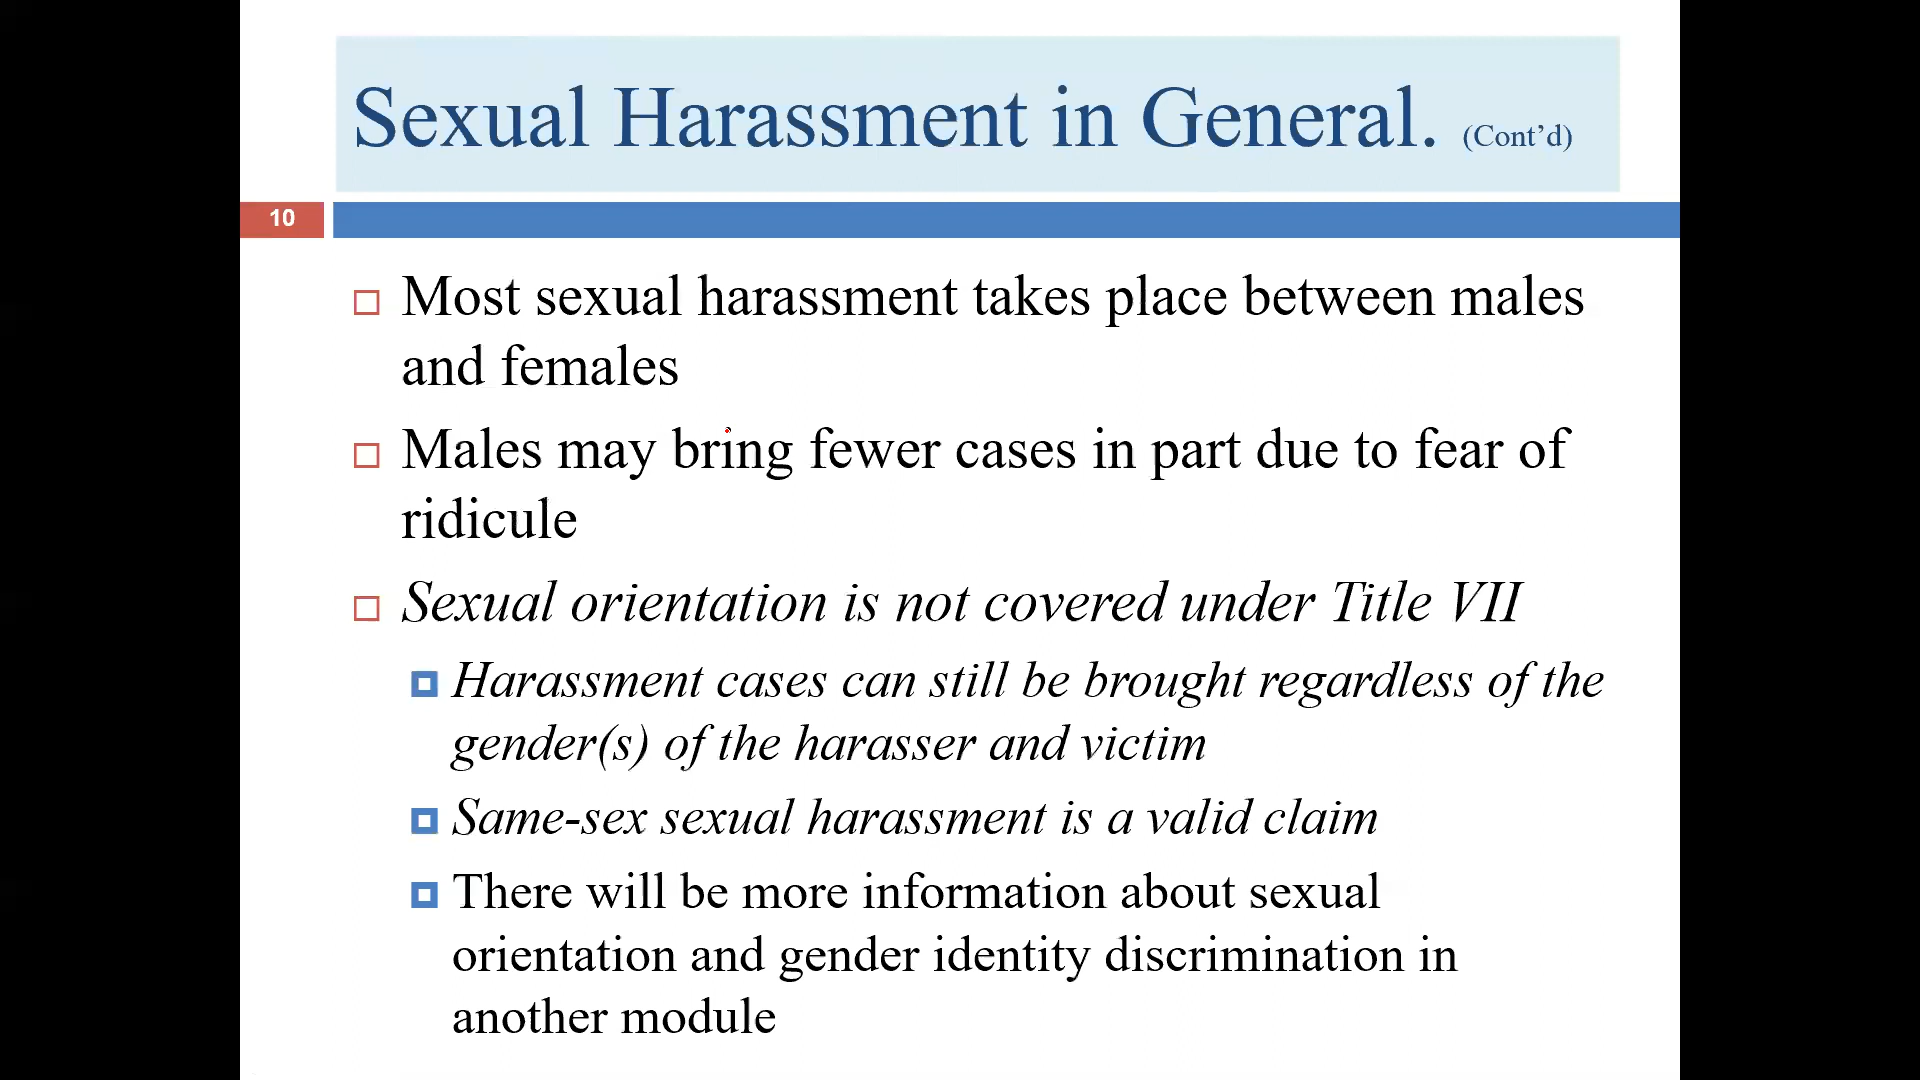 Sexual Harassment in General. (Cont’d)
10
Most sexual harassment takes place between males
and females
Males may bring fewer cases in part due to fear of
ridicule
Sexual orientation is not covered under Title VII
Harassment cases can still be brought regardless of the
gender(s) of the harasser and victim
Same-sex sexual harassment is a valid claim
There will be more information about sexual
orientation and gender identity discrimination in
another module